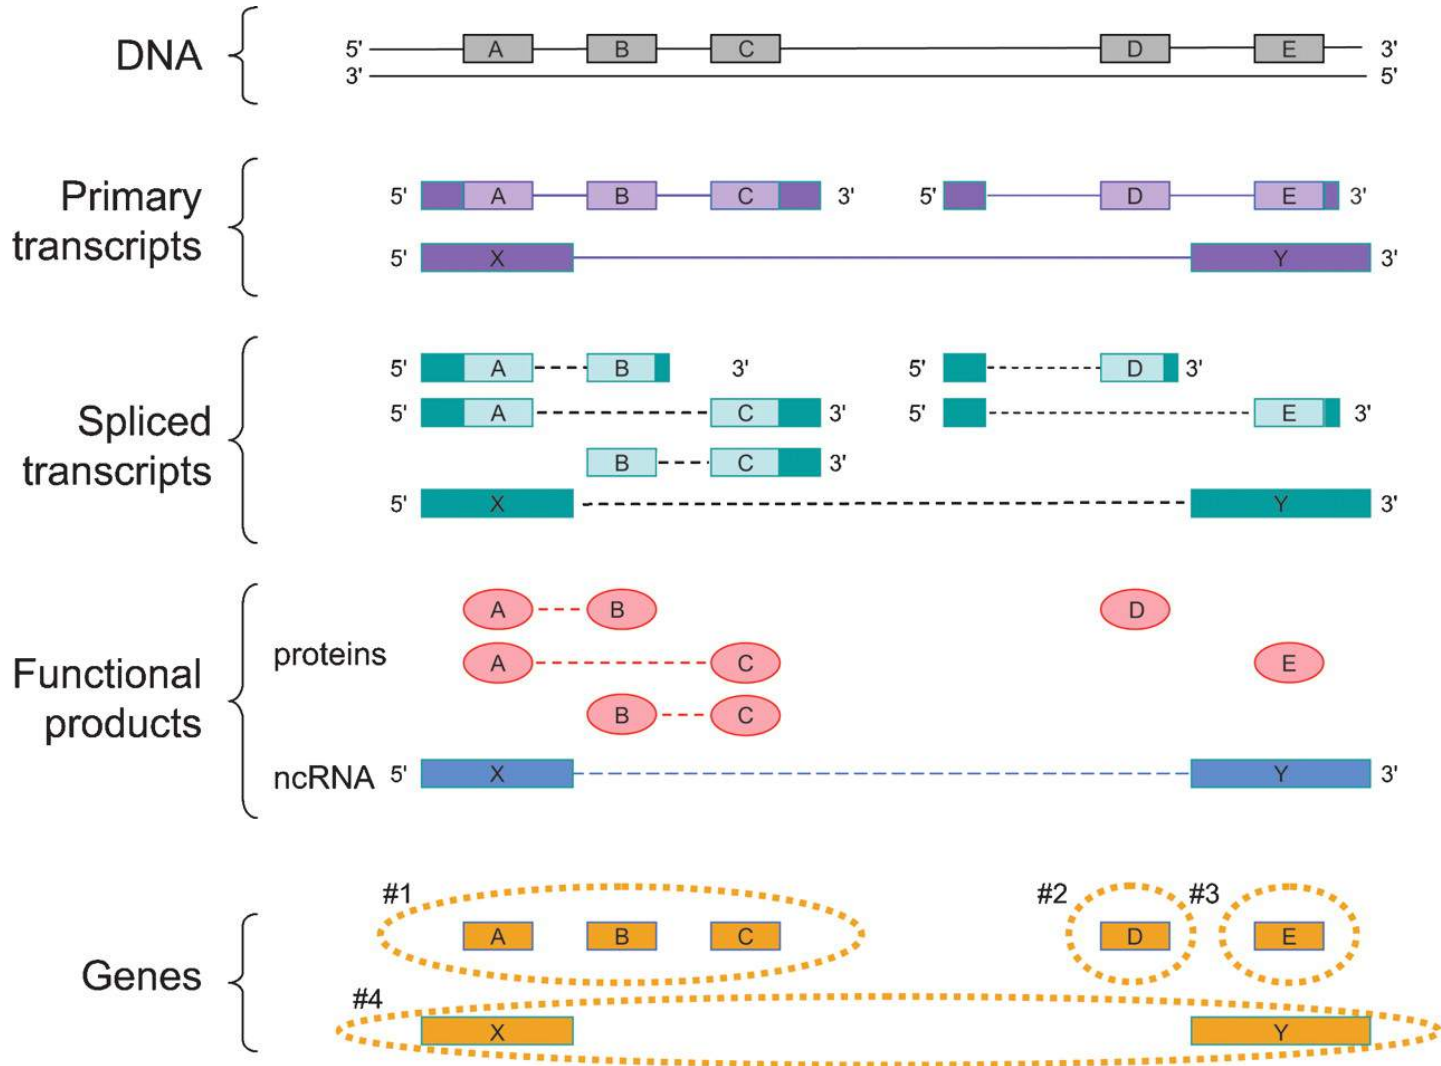 DNA
5' A B C D E 3'
3' 5'
Primary
transcripts
5' A B C 3' 5' D E 3'
5' X Y 3'
Spliced
transcripts
5' A B 3' 5' D 3'
5' A C 3' 5' E 3'
B C 3'
5' X Y 3'
Functional
products
proteins
A B D
A C E
B C
ncRNA 5' X Y 3'
Genes
#1 #2 #3
A B C D E
#4
X Y